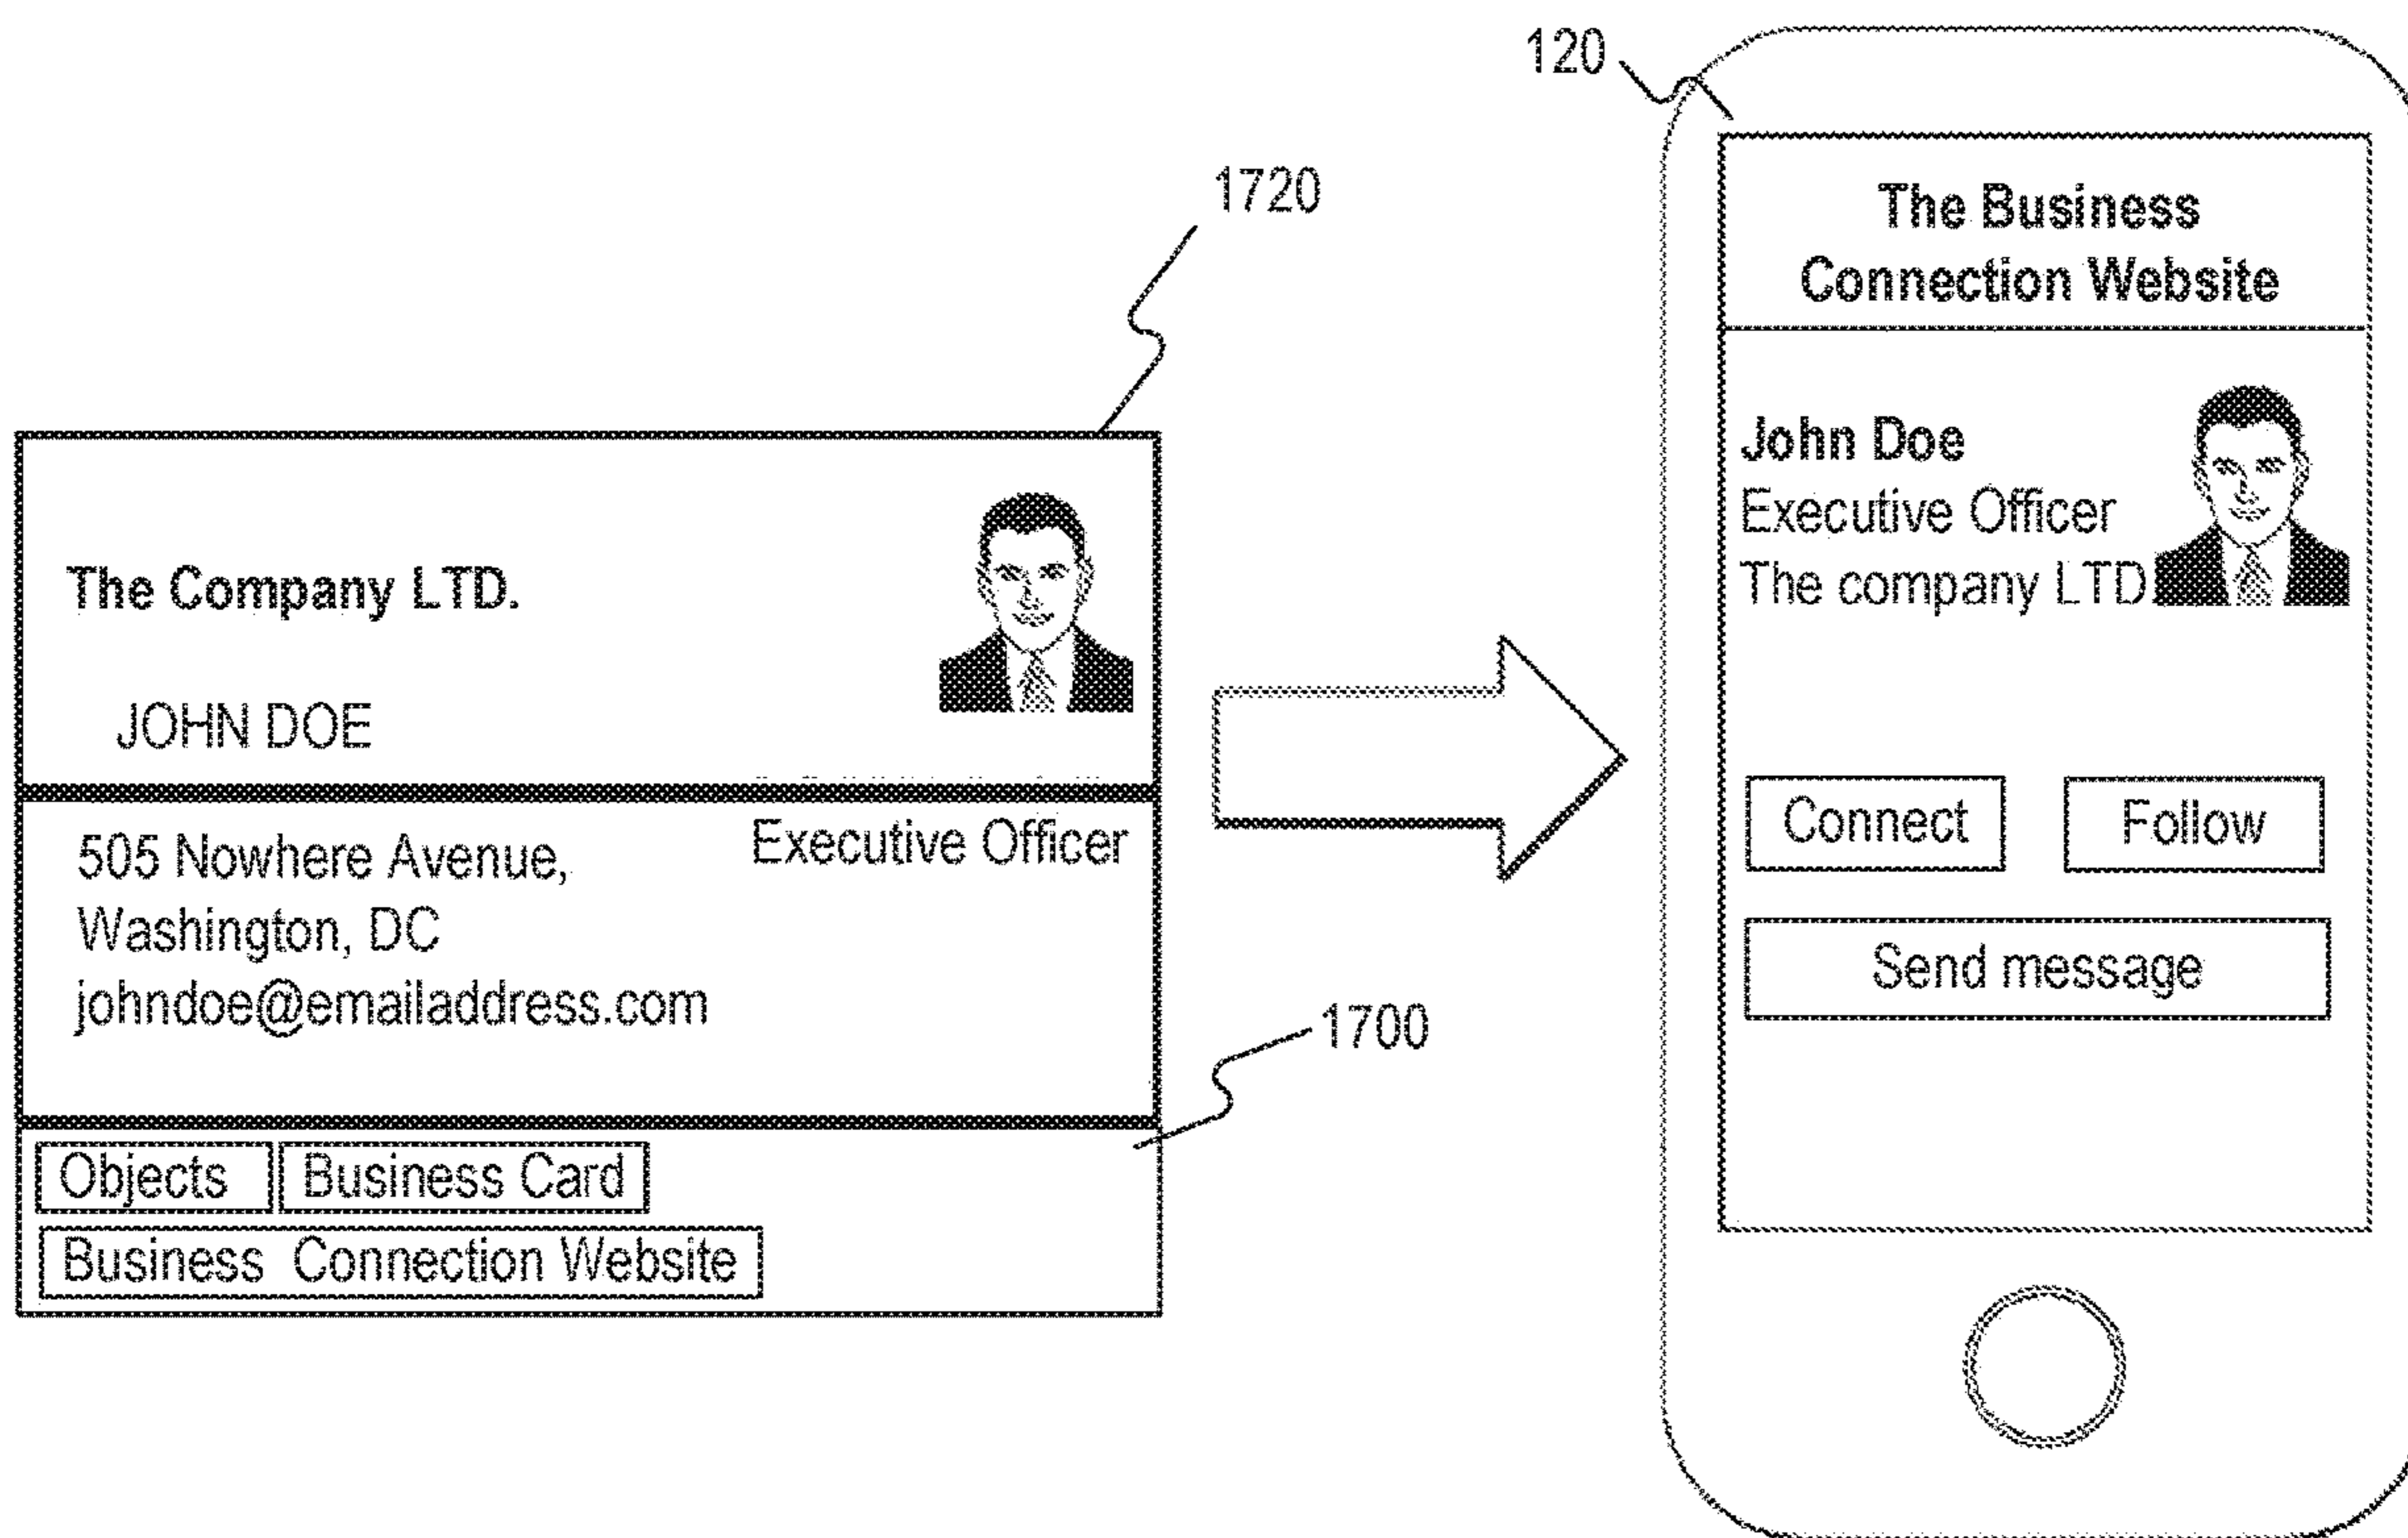 120
1720
The Business
Connection Website
John Doe
Executive Officer
The company LTD.
Connect
Follow
Send message
The Company LTD.
JOHN DOE
Executive Officer
505 Nowhere Avenue,
Washington, DC
johndoe@emailaddress.com
1700
Objects
Business Card
Business Connection Website